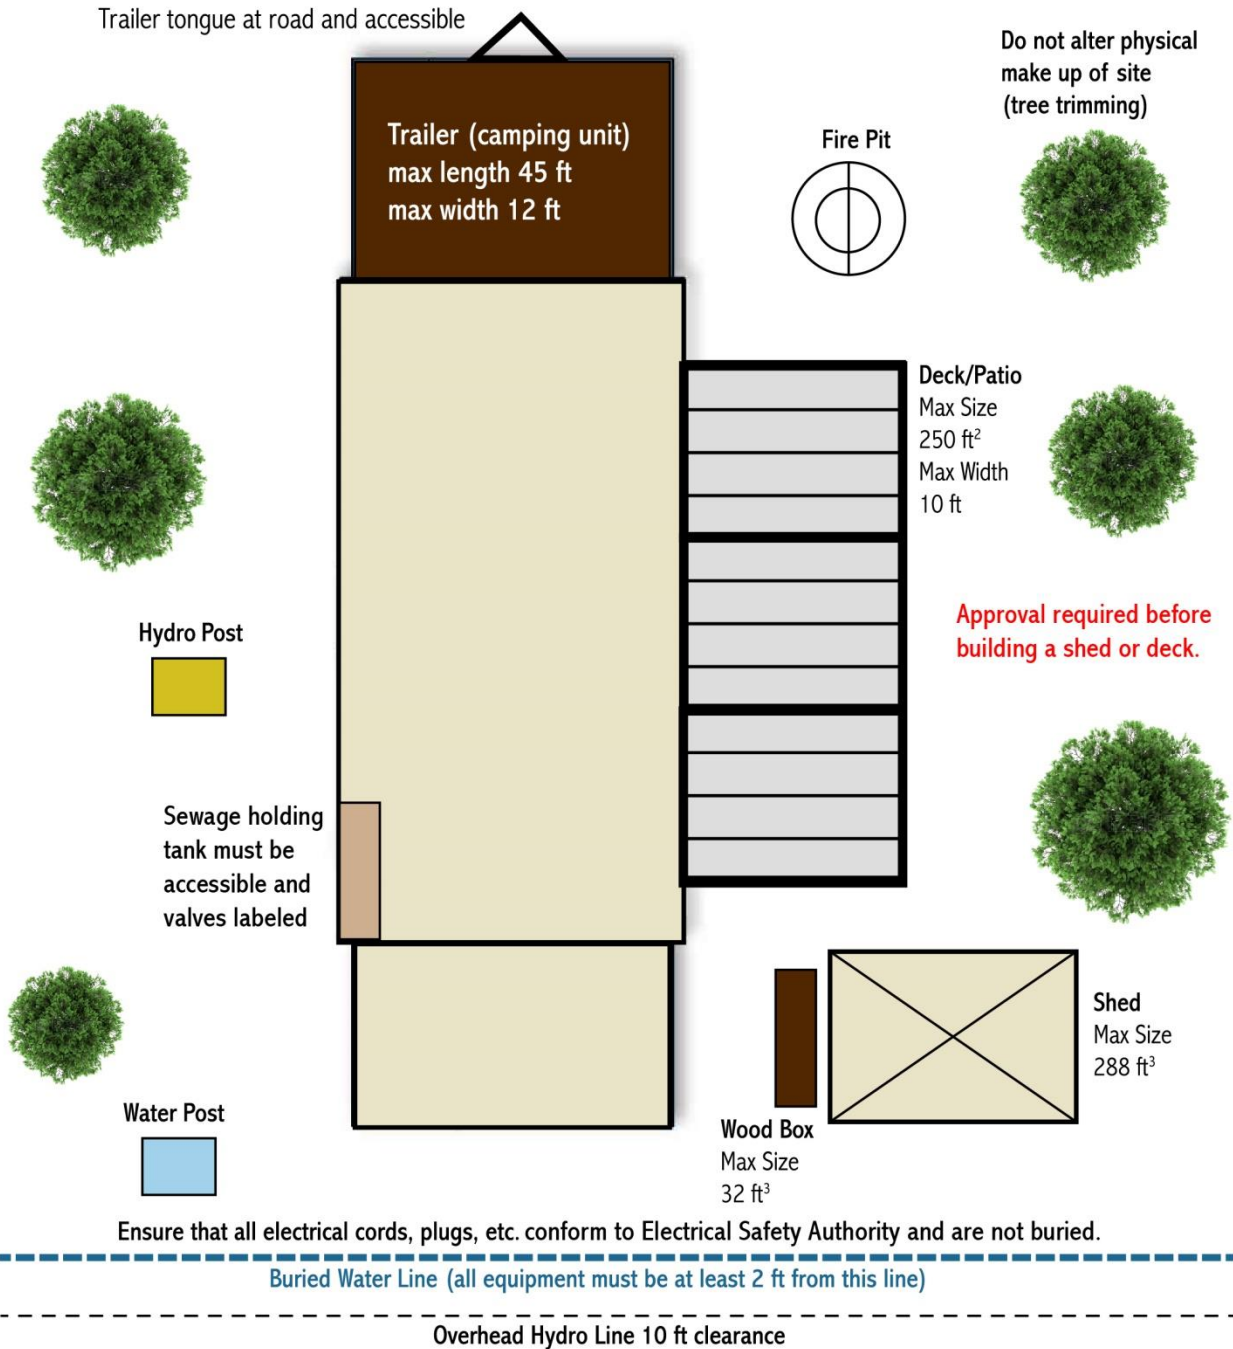 Trailer tongue at road and accessible
Do not alter physical
make up of site
(tree trimming)
Trailer (camping unit)
max length 45 ft
max width 12 ft
Fire Pit
Deck/Patio
Max Size
250 ft²
Max Width
10 ft
Approval required before
building a shed or deck.
Hydro Post
Sewage holding
tank must be
accessible and
valves labeled
Shed
Max Size
288 ft³
Water Post
Wood Box
Max Size
32 ft³
Ensure that all electrical cords, plugs, etc. conform to Electrical Safety Authority and are not buried.
Buried Water Line (all equipment must be at least 2 ft from this line)
Overhead Hydro Line 10 ft clearance